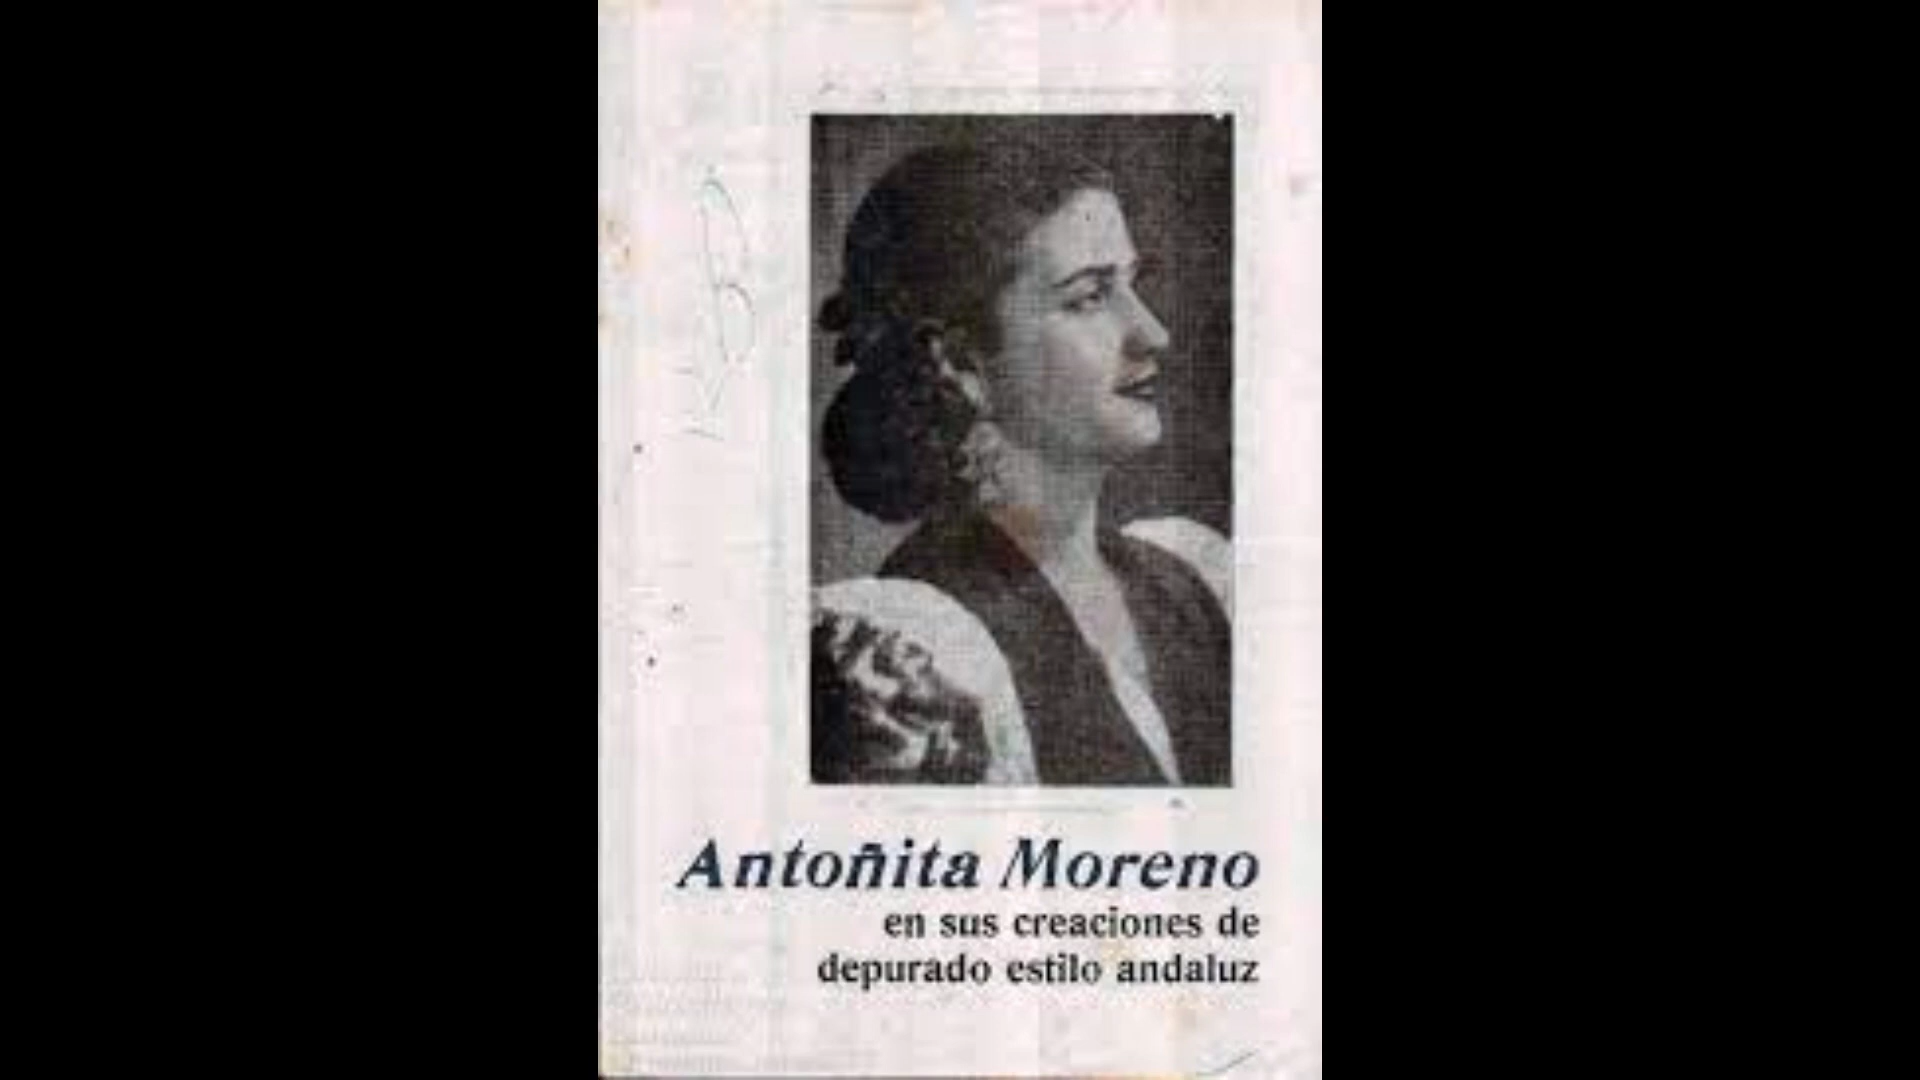 Antoñita Moreno
en sus creaciones de
depurado estilo andaluz